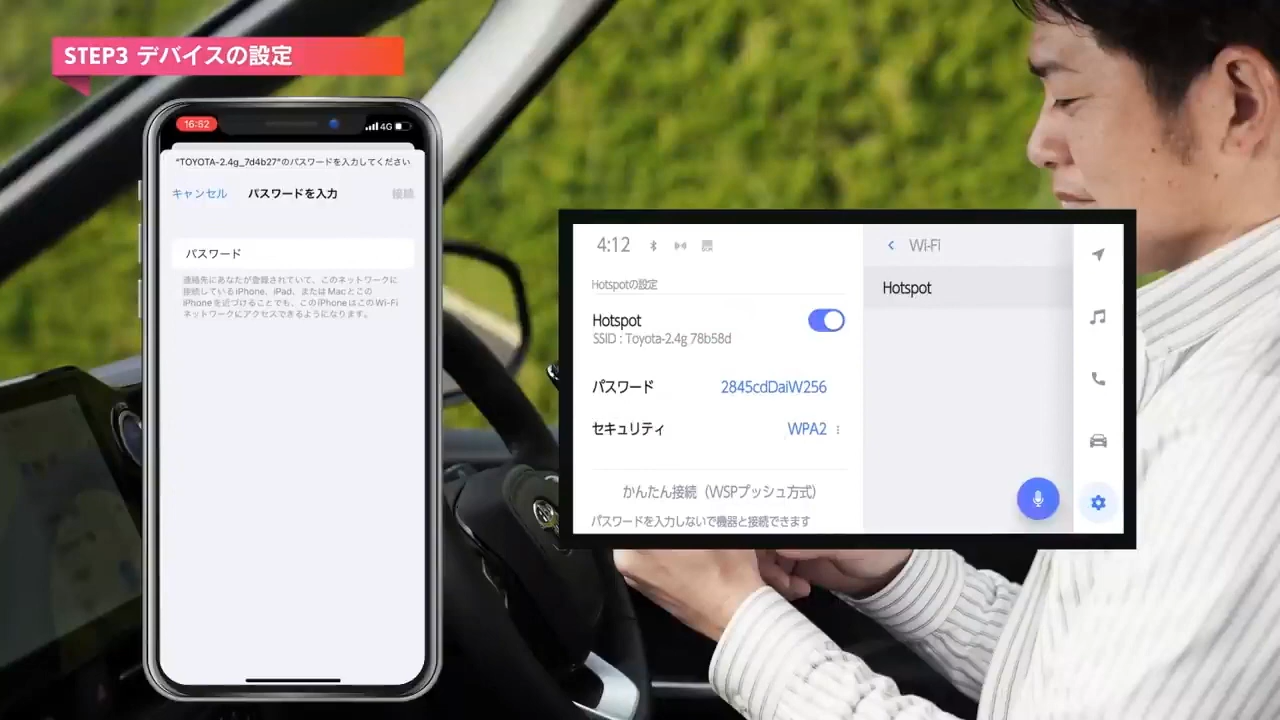 STEP3 デバイスの設定
16:52
4G
"TOYOTA-2.4g_7d4b27"のパスワードを入力してください
キャンセル パスワードを入力 接続
パスワード
連絡先にあなたが登録されていて、このネットワークに
接続しているiPhone、iPad、またはMacとこの
iPhoneを近づけることでも、このiPhoneはこのWi-Fi
ネットワークにアクセスできるようになります。
4:12
Hotspotの設定
Hotspot
SSID : Toyota-2.4g 78b58d
パスワード 2845cdDaiW256
セキュリティ WPA2
かんたん接続（WSPプッシュ方式）
パスワードを入力しないで機器と接続できます
Wi-Fi
Hotspot